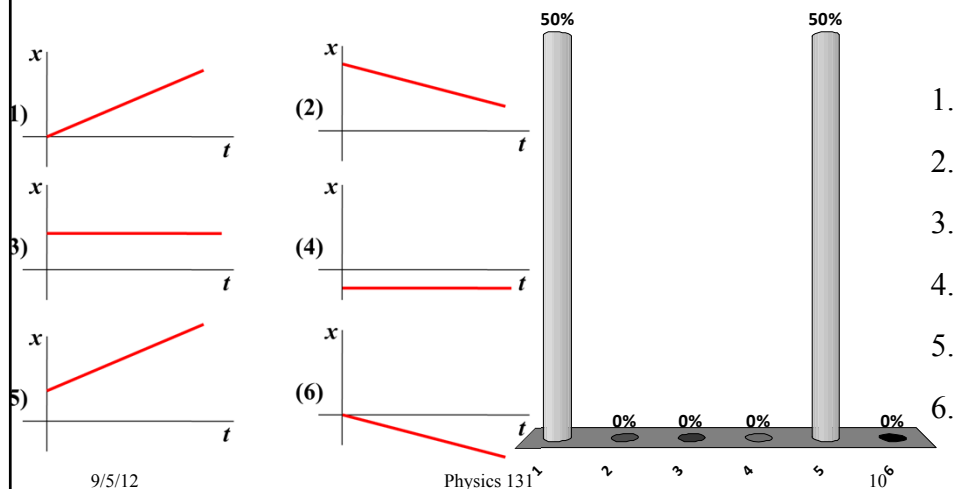 50% 50%
x x
1) (2)
t t
x x
3) (4)
t t
x x
5) (6)
t t
0% 0% 0% 0%
1 2 3 4 5 6
1.
2.
3.
4.
5.
6.
9/5/12 Physics 131 10